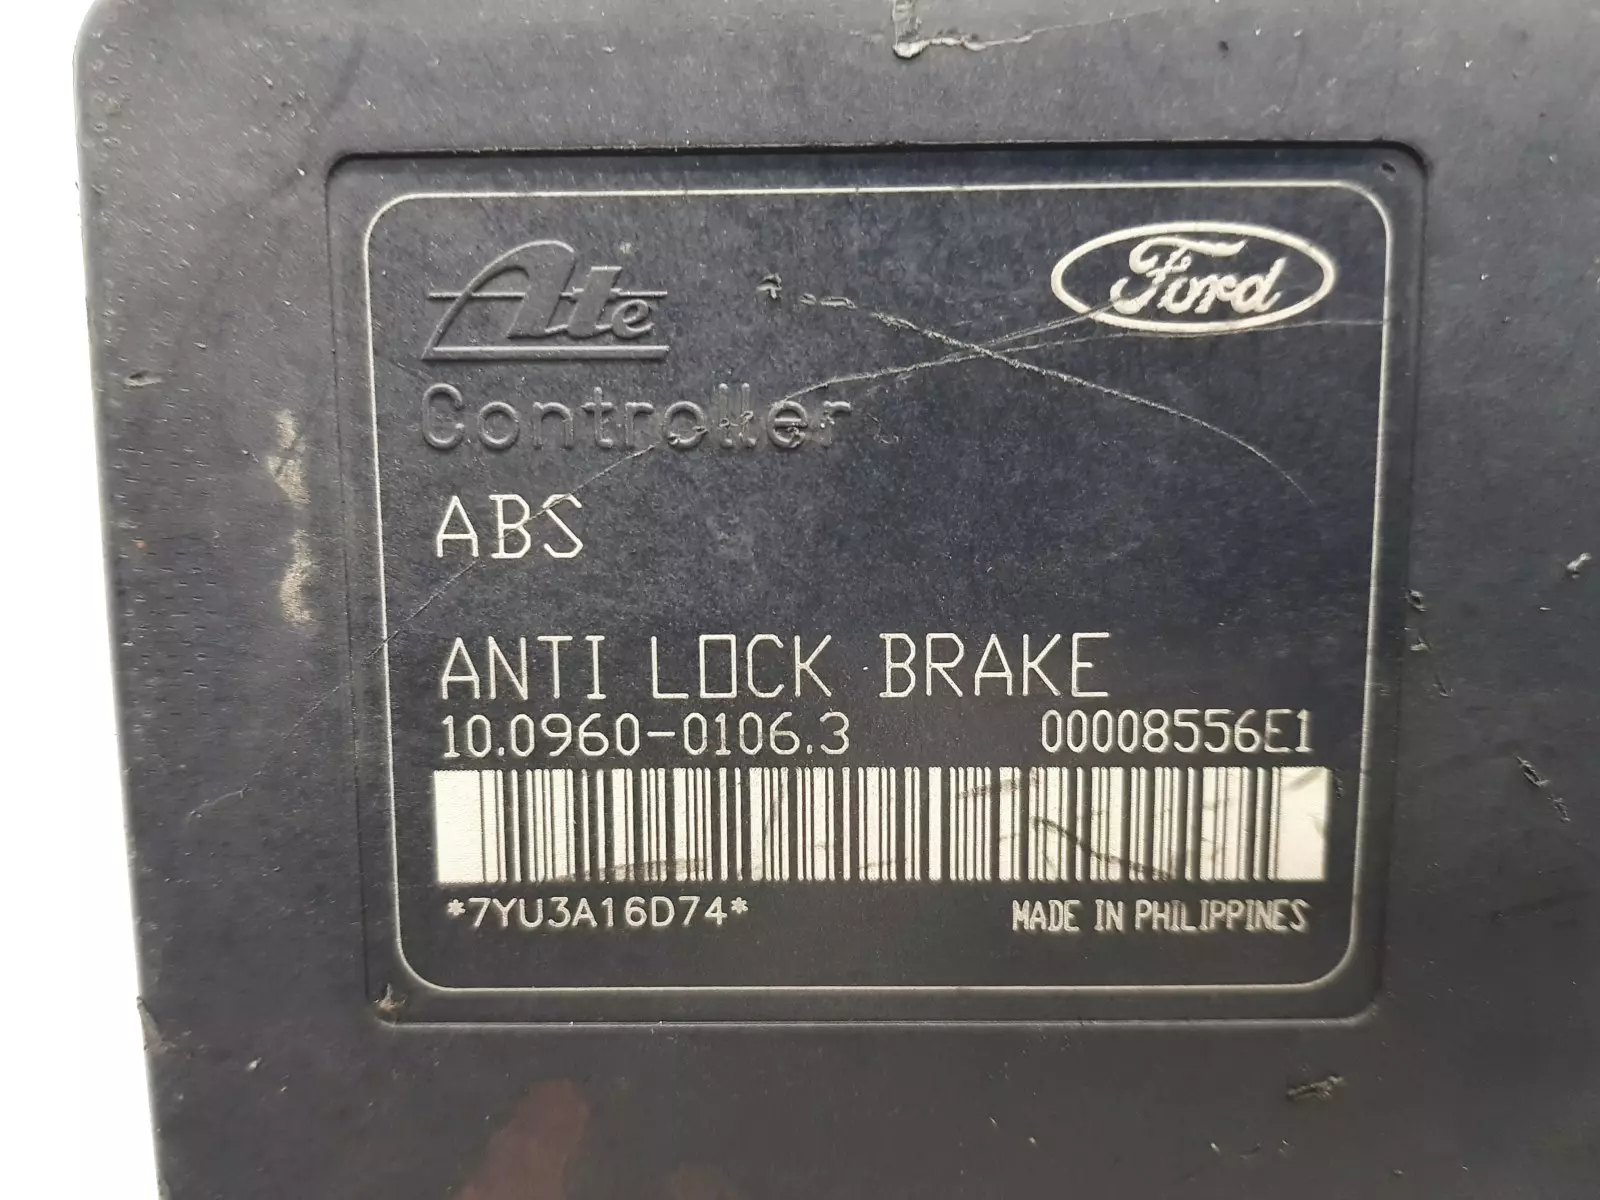 Ate
Ford
Controller
ABS
ANTI LOCK BRAKE
10.0960-0106.3 00008556E1
*7YU3A16D74*
MADE IN PHILIPPINES